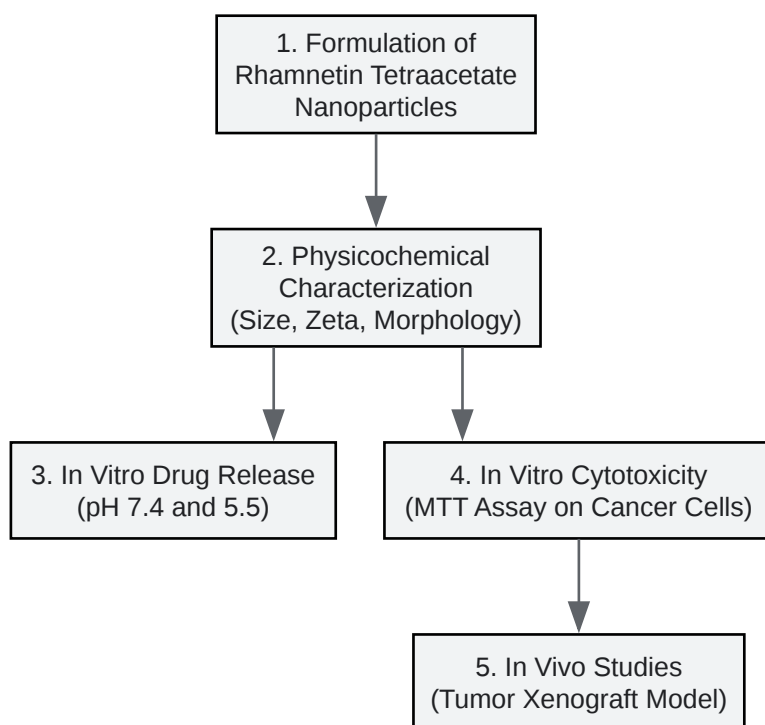 1. Formulation of
Rhamnetin Tetraacetate
Nanoparticles
2. Physicochemical
Characterization
(Size, Zeta, Morphology)
3. In Vitro Drug Release
(pH 7.4 and 5.5)
4. In Vitro Cytotoxicity
(MTT Assay on Cancer Cells)
5. In Vivo Studies
(Tumor Xenograft Model)